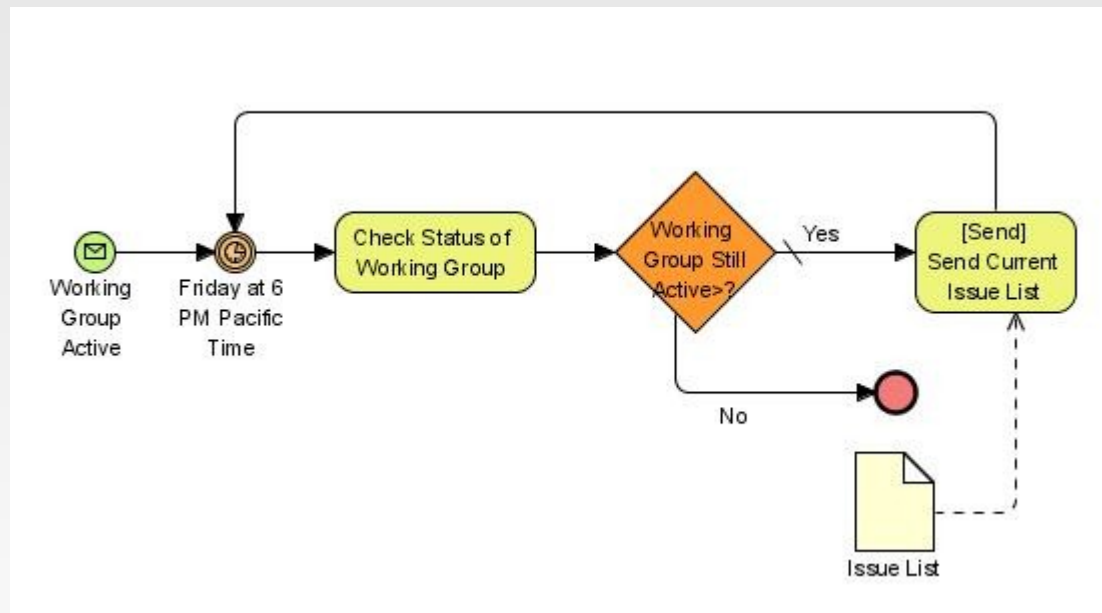 Working
Group
Active
Friday at 6
PM Pacific
Time
Check Status of
Working Group
Working
Group Still
Active>?
Yes
No
[Send]
Send Current
Issue List
Issue List